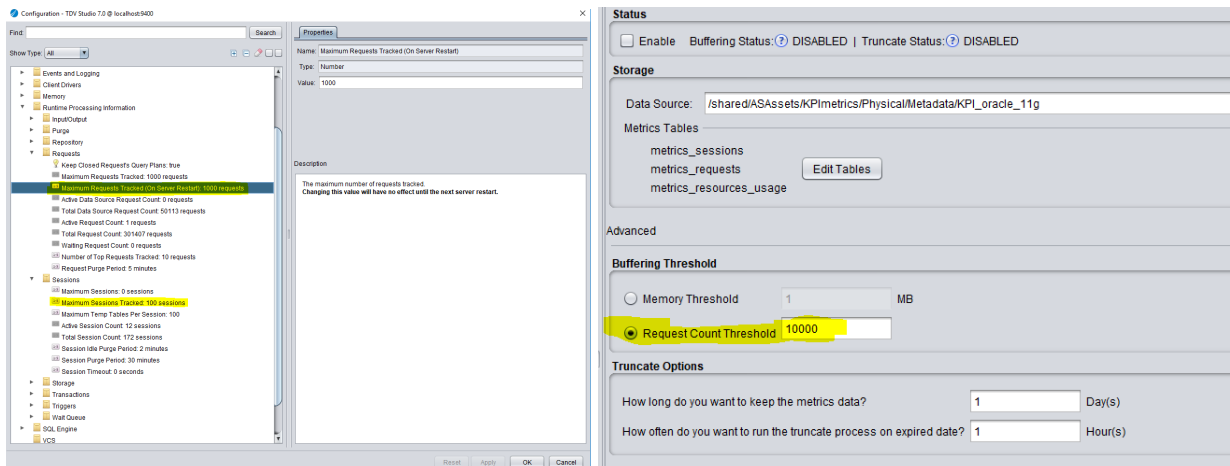 Configuration - TDV Studio 7.0 @ localhost:9400
Find:
Search
Show Type: All
Events and Logging
Client Drivers
Memory
Runtime Processing Information
Input/Output
Purge
Repository
Requests
Keep Closed Request's Query Plans: true
Maximum Requests Tracked: 1000 requests
Maximum Requests Tracked (On Server Restart): 1000 requests
Active Data Source Request Count: 0 requests
Total Data Source Request Count: 50113 requests
Active Request Count: 1 requests
Total Request Count: 301407 requests
Waiting Request Count: 0 requests
Number of Top Requests Tracked: 10 requests
Request Purge Period: 5 minutes
Sessions
Maximum Sessions: 0 sessions
Maximum Sessions Tracked: 100 sessions
Maximum Temp Tables Per Session: 100
Active Session Count: 12 sessions
Total Session Count: 172 sessions
Session Idle Purge Period: 2 minutes
Session Purge Period: 30 minutes
Session Timeout: 0 seconds
Storage
Transactions
Triggers
Wait Queue
SQL Engine
VCS
Properties
Name: Maximum Requests Tracked (On Server Restart)
Type: Number
Value: 1000
Description
The maximum number of requests tracked.
Changing this value will have no effect until the next server restart.
Reset Apply OK Cancel
Status
Enable Buffering Status: ? DISABLED | Truncate Status: ? DISABLED
Storage
Data Source: /shared/ASAssets/KPImetrics/Physical/Metadata/KPI_oracle_11g
Metrics Tables
metrics_sessions
metrics_requests
metrics_resources_usage
Edit Tables
Advanced
Buffering Threshold
Memory Threshold 1 MB
Request Count Threshold 10000
Truncate Options
How long do you want to keep the metrics data? 1 Day(s)
How often do you want to run the truncate process on expired date? 1 Hour(s)